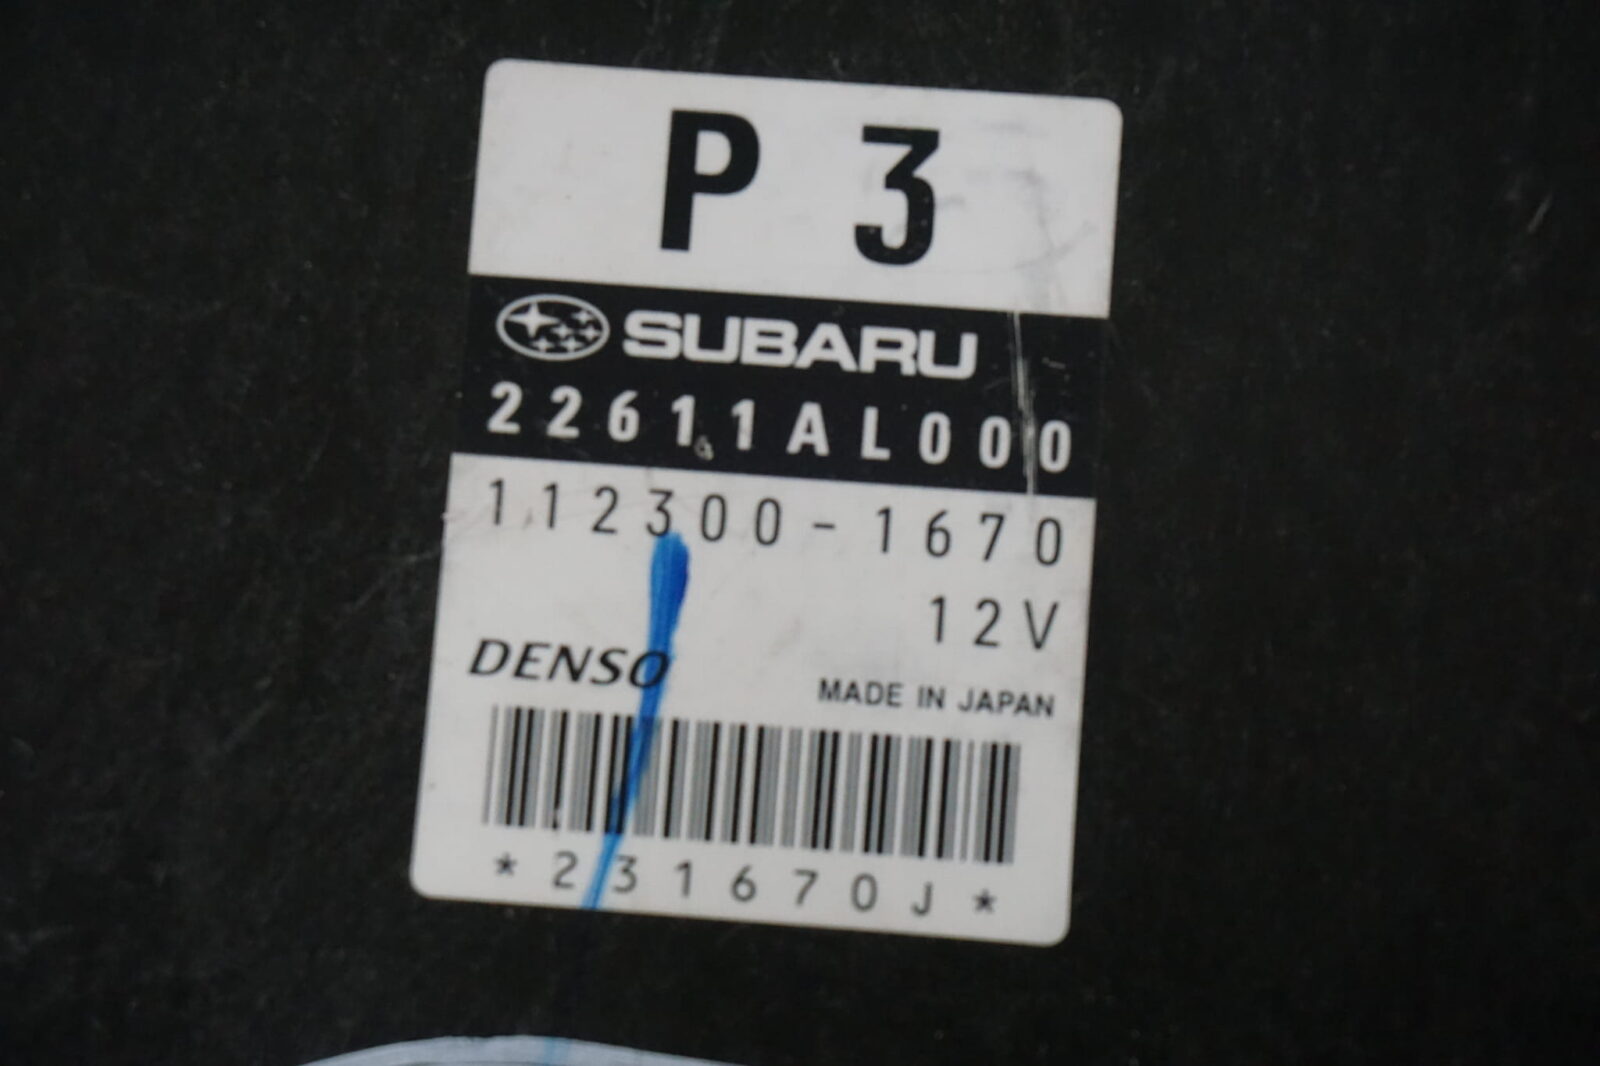 P 3
SUBARU
22611AL000
112300-1670
12V
DENSO
MADE IN JAPAN
*231670J*